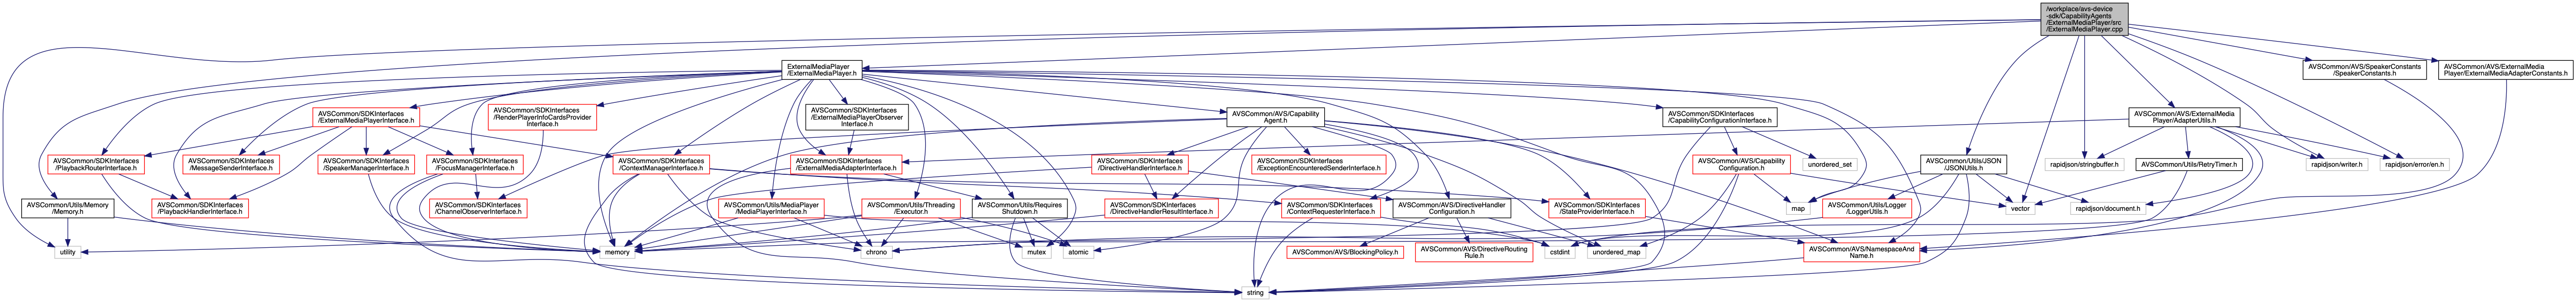 /workplace/avs-device
-sdk/CapabilityAgents
/ExternalMediaPlayer/src
/ExternalMediaPlayer.cpp
ExternalMediaPlayer
/ExternalMediaPlayer.h
AVSCommon/AVS/SpeakerConstants
/SpeakerConstants.h
AVSCommon/AVS/ExternalMedia
Player/ExternalMediaAdapterConstants.h
AVSCommon/SDKInterfaces
/ExternalMediaPlayerInterface.h
AVSCommon/SDKInterfaces
/RenderPlayerInfoCardsProvider
Interface.h
AVSCommon/SDKInterfaces
/ExternalMediaPlayerObserver
Interface.h
AVSCommon/AVS/Capability
Agent.h
AVSCommon/SDKInterfaces
/CapabilityConfigurationInterface.h
AVSCommon/AVS/ExternalMedia
Player/AdapterUtils.h
AVSCommon/SDKInterfaces
/PlaybackRouterInterface.h
AVSCommon/SDKInterfaces
/MessageSenderInterface.h
AVSCommon/SDKInterfaces
/SpeakerManagerInterface.h
AVSCommon/SDKInterfaces
/FocusManagerInterface.h
AVSCommon/SDKInterfaces
/ContextManagerInterface.h
AVSCommon/SDKInterfaces
/ExternalMediaAdapterInterface.h
AVSCommon/SDKInterfaces
/DirectiveHandlerInterface.h
AVSCommon/SDKInterfaces
/ExceptionEncounteredSenderInterface.h
AVSCommon/AVS/Capability
Configuration.h
unordered_set
AVSCommon/Utils/JSON
/JSONUtils.h
rapidjson/stringbuffer.h
AVSCommon/Utils/RetryTimer.h
rapidjson/writer.h
rapidjson/error/en.h
AVSCommon/Utils/Memory
/Memory.h
AVSCommon/SDKInterfaces
/PlaybackHandlerInterface.h
AVSCommon/SDKInterfaces
/ChannelObserverInterface.h
AVSCommon/Utils/MediaPlayer
/MediaPlayerInterface.h
AVSCommon/Utils/Threading
/Executor.h
AVSCommon/Utils/Requires
Shutdown.h
AVSCommon/SDKInterfaces
/DirectiveHandlerResultInterface.h
AVSCommon/SDKInterfaces
/ContextRequesterInterface.h
AVSCommon/AVS/DirectiveHandler
Configuration.h
AVSCommon/SDKInterfaces
/StateProviderInterface.h
map
AVSCommon/Utils/Logger
/LoggerUtils.h
vector
rapidjson/document.h
utility
memory
chrono
mutex
atomic
AVSCommon/AVS/BlockingPolicy.h
AVSCommon/AVS/DirectiveRouting
Rule.h
cstdint
unordered_map
AVSCommon/AVS/NamespaceAnd
Name.h
string